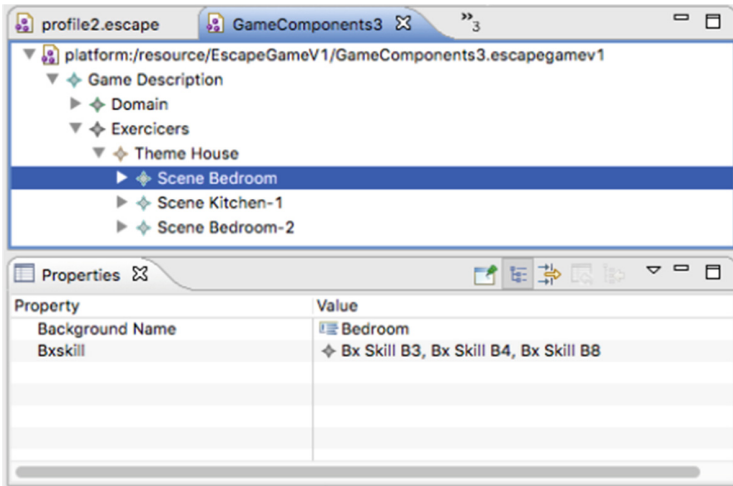 profile2.escape GameComponents3 »3
platform:/resource/EscapeGameV1/GameComponents3.escapegamev1
Game Description
Domain
Exercicers
Theme House
Scene Bedroom
Scene Kitchen-1
Scene Bedroom-2
Properties
Property Value
Background Name Bedroom
Bxskill Bx Skill B3, Bx Skill B4, Bx Skill B8